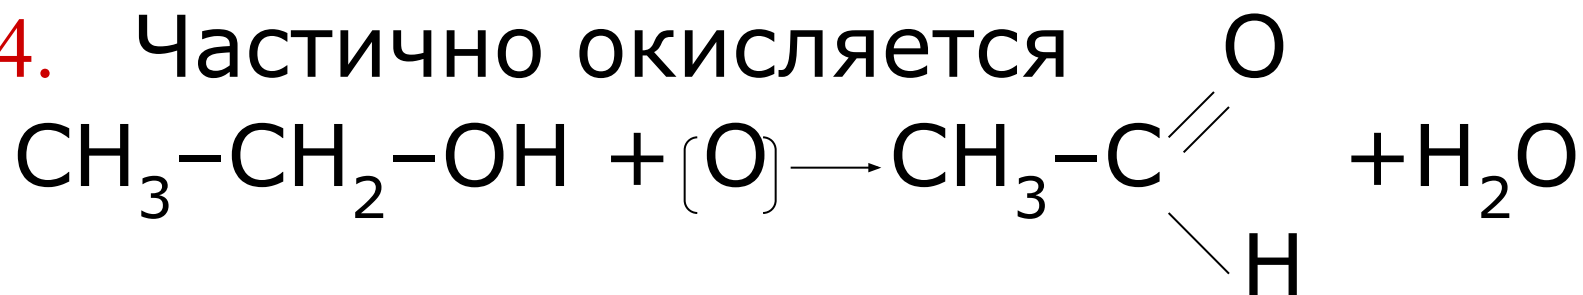 4. Частично окисляется O
CH₃–CH₂–OH + [O] → CH₃–C +H₂O
H